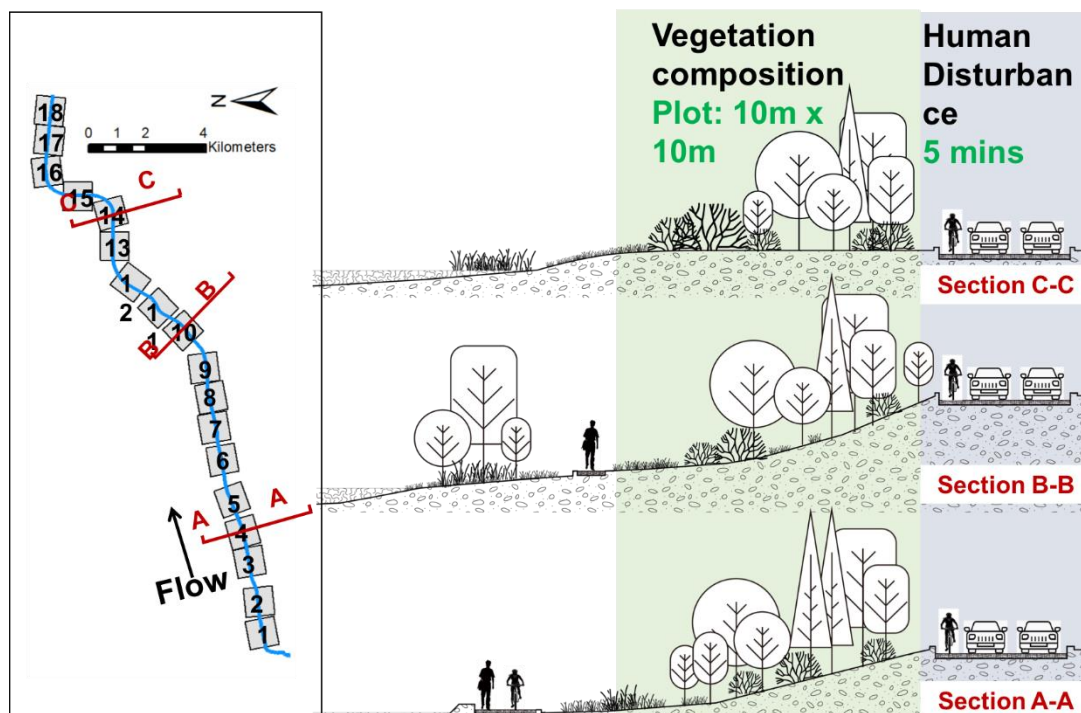 Vegetation
composition
Plot: 10m x
10m
Human
Disturban
ce
5 mins
N
0 1 2 4
Kilometers
18
17
16
15
C
C
14
13
1
2
1
1
B
B
10
9
8
7
6
5
A
A
4
3
Flow
2
1
Section C-C
Section B-B
Section A-A